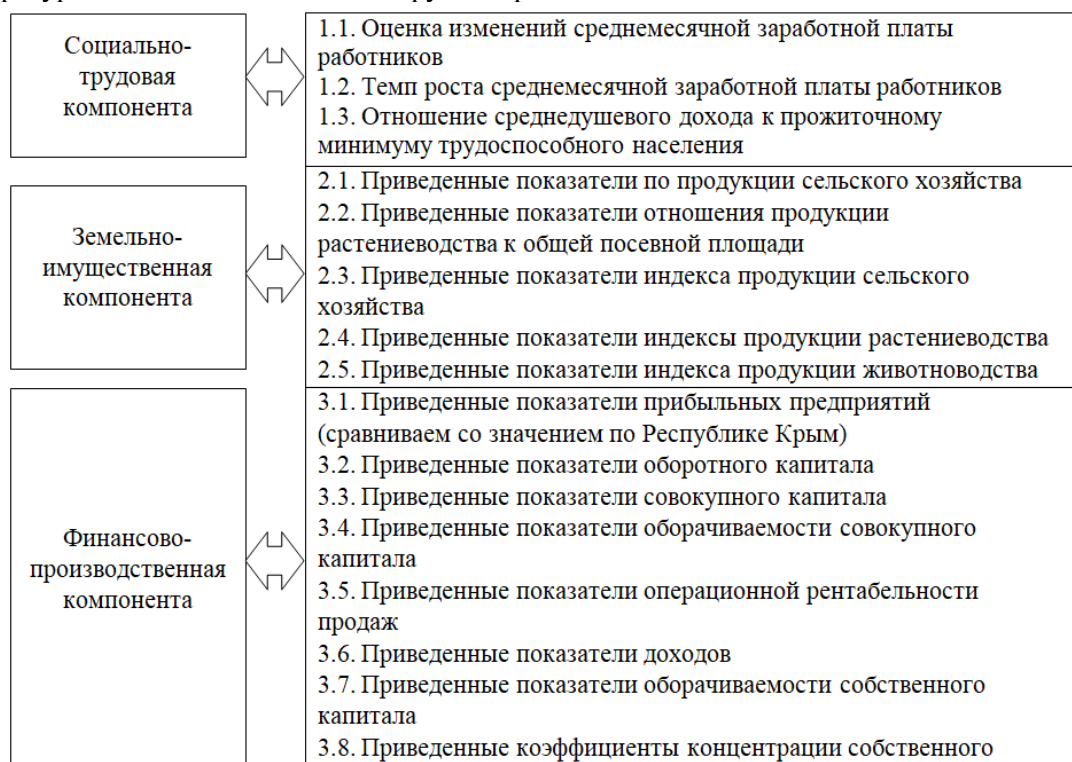 Социально-
трудовая
компонента
1.1. Оценка изменений среднемесячной заработной платы
работников
1.2. Темп роста среднемесячной заработной платы работников
1.3. Отношение среднедушевого дохода к прожиточному
минимуму трудоспособного населения
Земельно-
имущественная
компонента
2.1. Приведенные показатели по продукции сельского хозяйства
2.2. Приведенные показатели отношения продукции
растениеводства к общей посевной площади
2.3. Приведенные показатели индекса продукции сельского
хозяйства
2.4. Приведенные показатели индексы продукции растениеводства
2.5. Приведенные показатели индекса продукции животноводства
Финансово-
производственная
компонента
3.1. Приведенные показатели прибыльных предприятий
(сравниваем со значением по Республике Крым)
3.2. Приведенные показатели оборотного капитала
3.3. Приведенные показатели совокупного капитала
3.4. Приведенные показатели оборачиваемости совокупного
капитала
3.5. Приведенные показатели операционной рентабельности
продаж
3.6. Приведенные показатели доходов
3.7. Приведенные показатели оборачиваемости собственного
капитала
3.8. Приведенные коэффициенты концентрации собственного